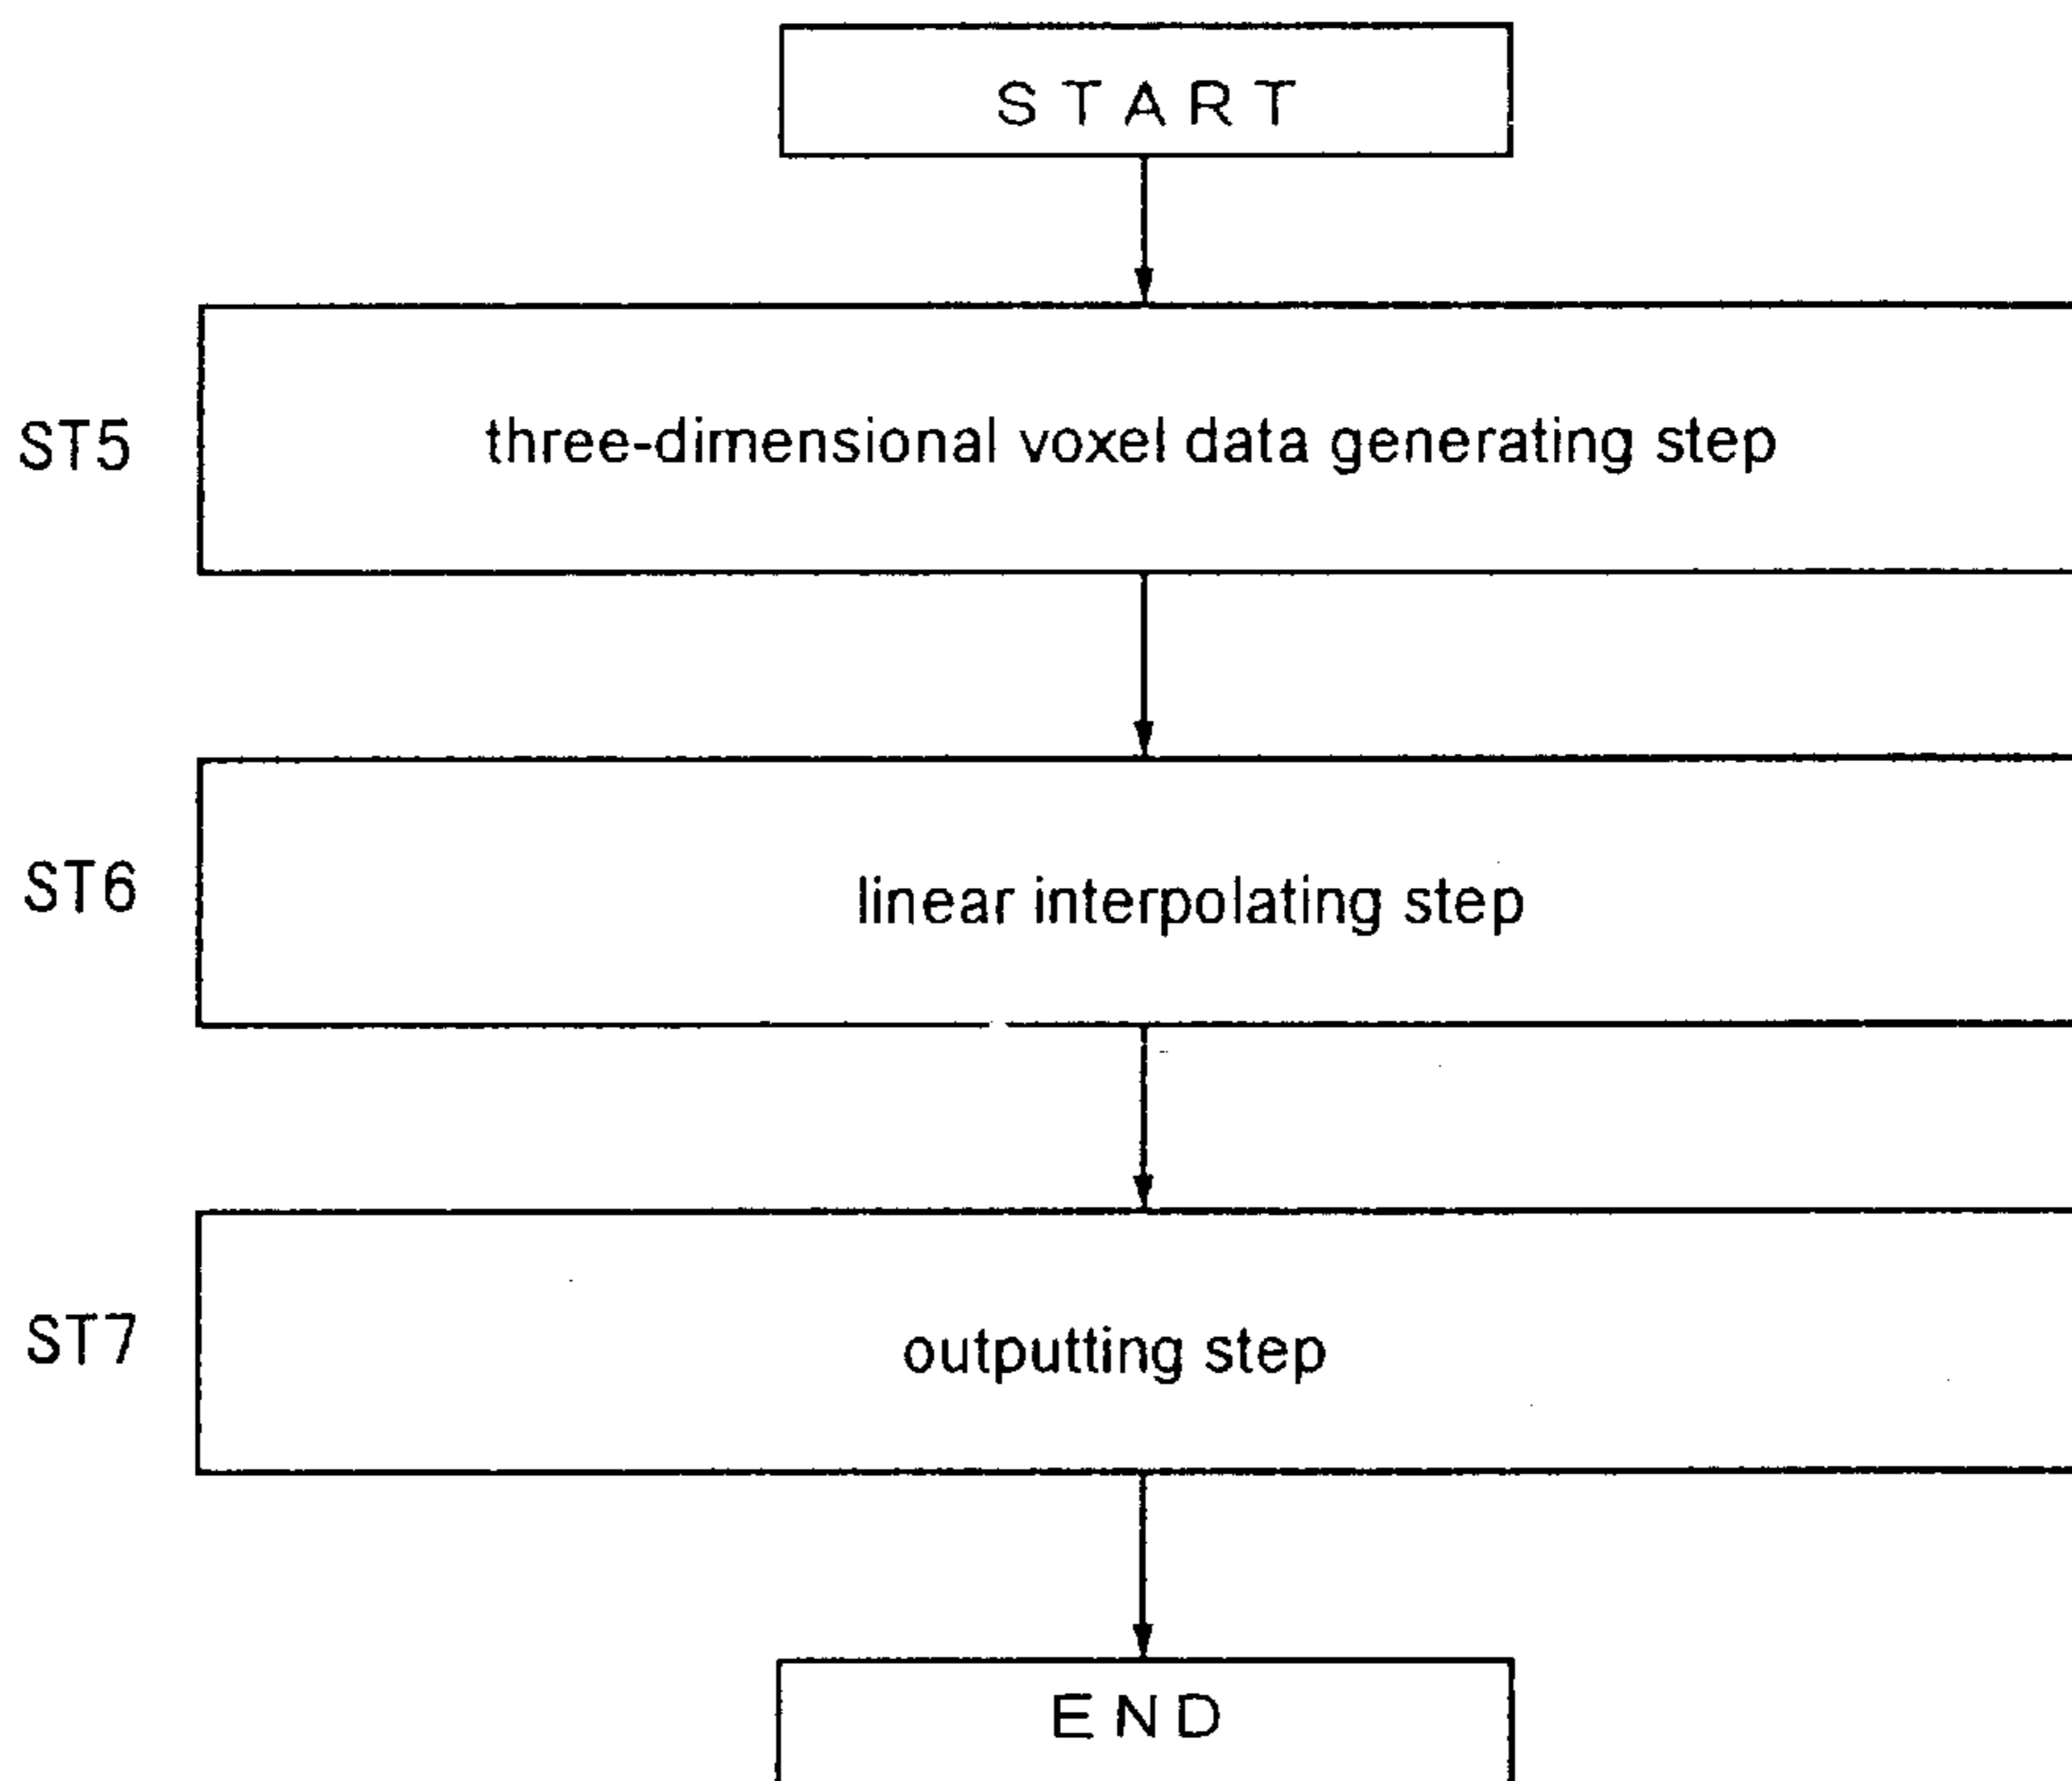 START
ST5
three-dimensional voxel data generating step
ST6
linear interpolating step
ST7
outputting step
END